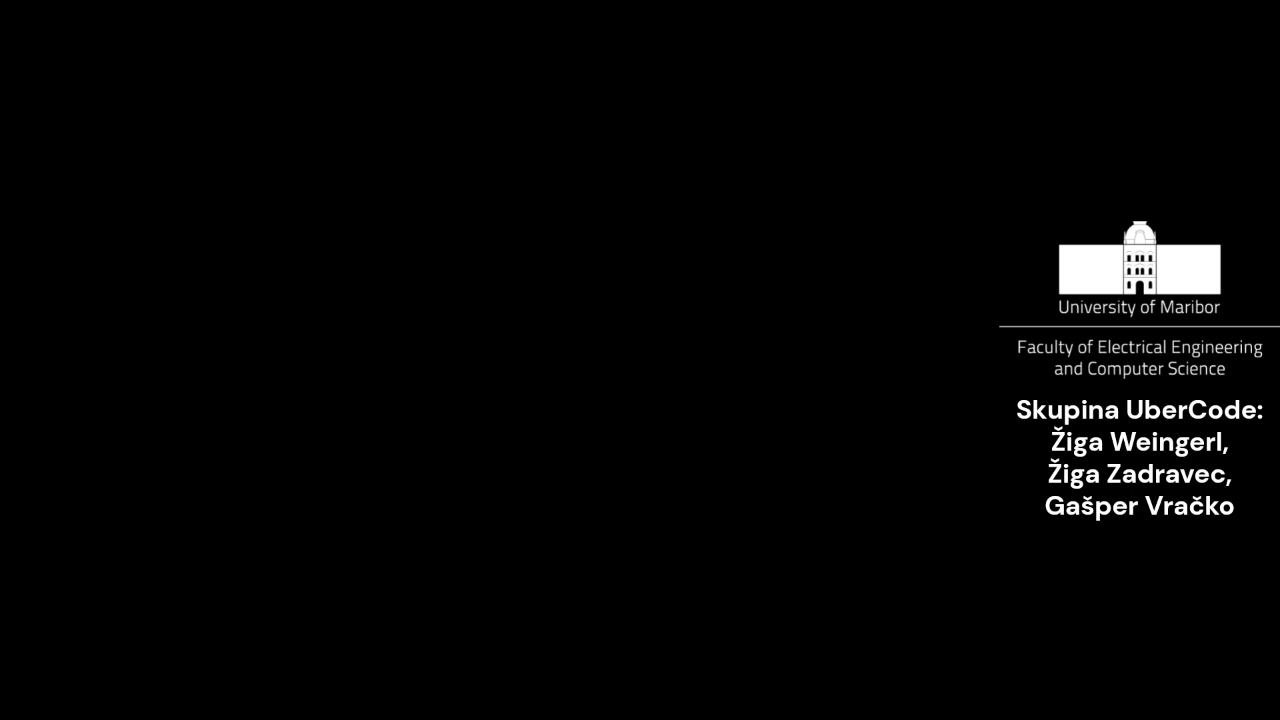 University of Maribor
Faculty of Electrical Engineering
and Computer Science
Skupina UberCode:
Žiga Weingerl,
Žiga Zadravec,
Gašper Vračko